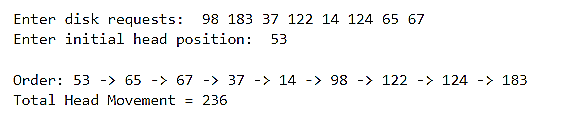 Enter disk requests:  98 183 37 122 14 124 65 67
Enter initial head position:  53
Order: 53 -> 65 -> 67 -> 37 -> 14 -> 98 -> 122 -> 124 -> 183
Total Head Movement = 236